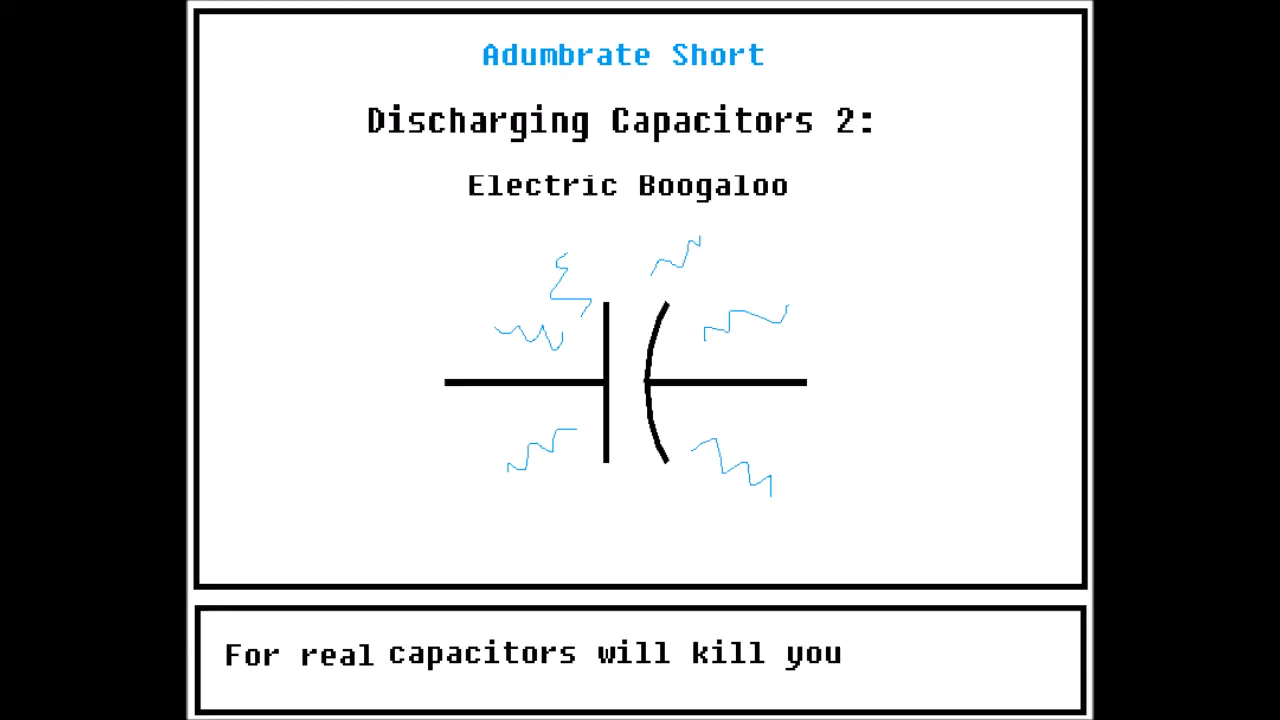 Adumbrate Short
Discharging Capacitors 2:
Electric Boogaloo
For real capacitors will kill you